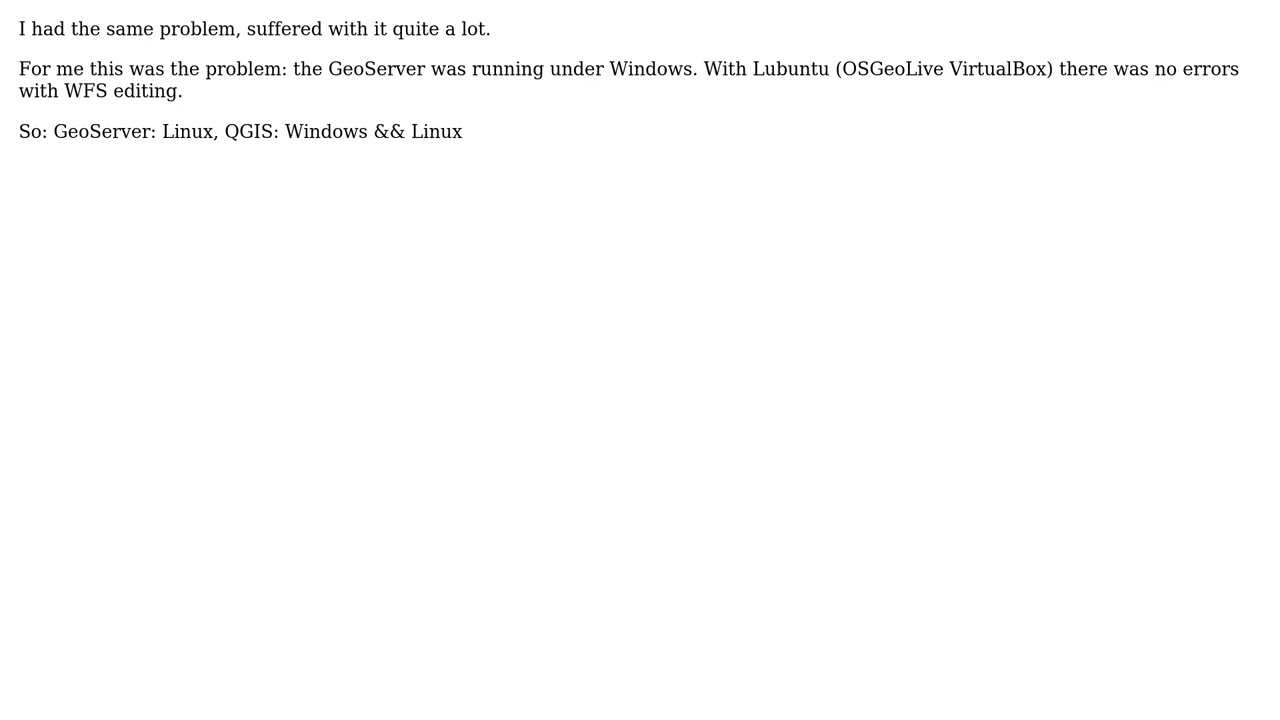 I had the same problem, suffered with it quite a lot.
For me this was the problem: the GeoServer was running under Windows. With Lubuntu (OSGeoLive VirtualBox) there was no errors
with WFS editing.
So: GeoServer: Linux, QGIS: Windows && Linux